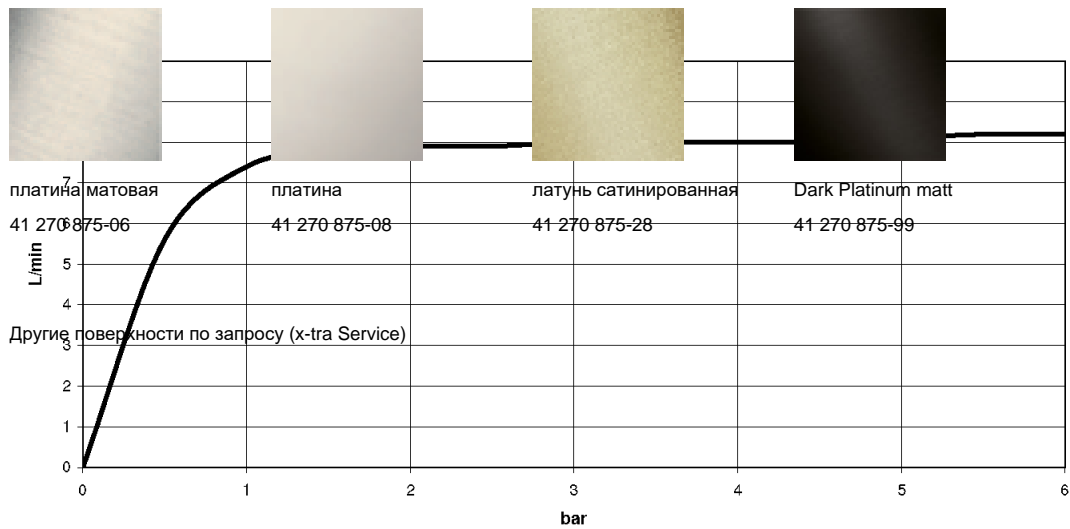 платина матовая
41 270 875-06
платина
41 270 875-08
латунь сатинированная
41 270 875-28
Dark Platinum matt
41 270 875-99
Другие поверхности по запросу (x-tra Service)
L/min
7
6
5
4
3
2
1
0
0 1 2 3 4 5 6
bar